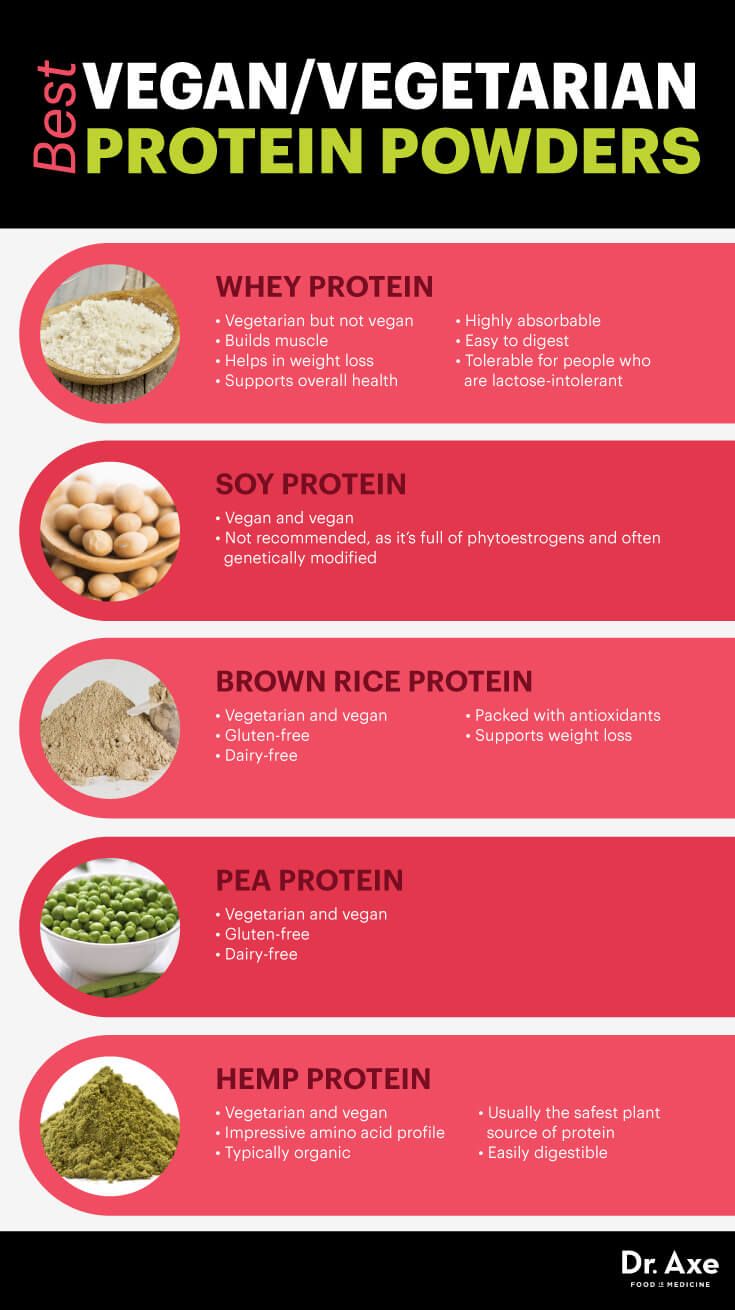 Best
VEGAN/VEGETARIAN
PROTEIN POWDERS
WHEY PROTEIN
• Vegetarian but not vegan
• Builds muscle
• Helps in weight loss
• Supports overall health
• Highly absorbable
• Easy to digest
• Tolerable for people who
are lactose-intolerant
SOY PROTEIN
• Vegan and vegan
• Not recommended, as it's full of phytoestrogens and often
genetically modified
BROWN RICE PROTEIN
• Vegetarian and vegan
• Gluten-free
• Dairy-free
• Packed with antioxidants
• Supports weight loss
PEA PROTEIN
• Vegetarian and vegan
• Gluten-free
• Dairy-free
HEMP PROTEIN
• Vegetarian and vegan
• Impressive amino acid profile
• Typically organic
• Usually the safest plant
source of protein
• Easily digestible
Dr. Axe
FOOD IS MEDICINE